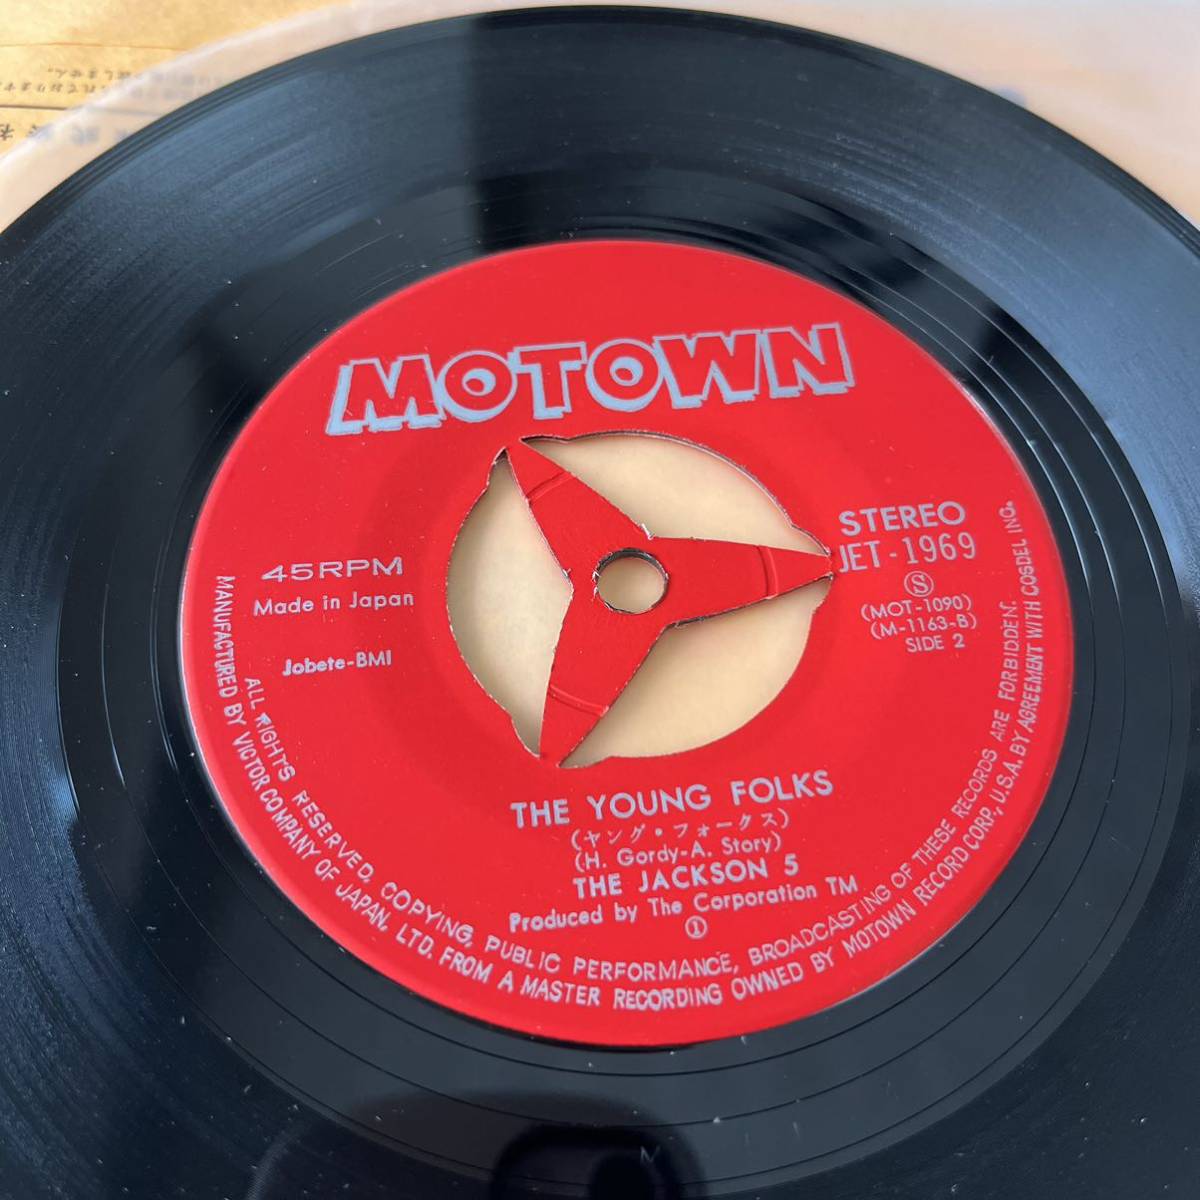 MOTOWN
STEREO
JET-1969
Ⓢ
(MOT-1090)
(M-1163-B)
SIDE 2
45RPM
Made in Japan
Jobete-BMI
THE YOUNG FOLKS
(ヤング・フォークス)
(H. Gordy-A. Story)
THE JACKSON 5
Produced by The Corporation TM
①
ALL RIGHTS RESERVED, COPYING, PUBLIC PERFORMANCE, BROADCASTING OF THESE RECORDS ARE FORBIDDEN.
MANUFACTURED BY VICTOR COMPANY OF JAPAN, LTD. FROM A MASTER RECORDING OWNED BY MOTOWN RECORD CORP., U.S.A. BY AGREEMENT WITH COSDEL INC.